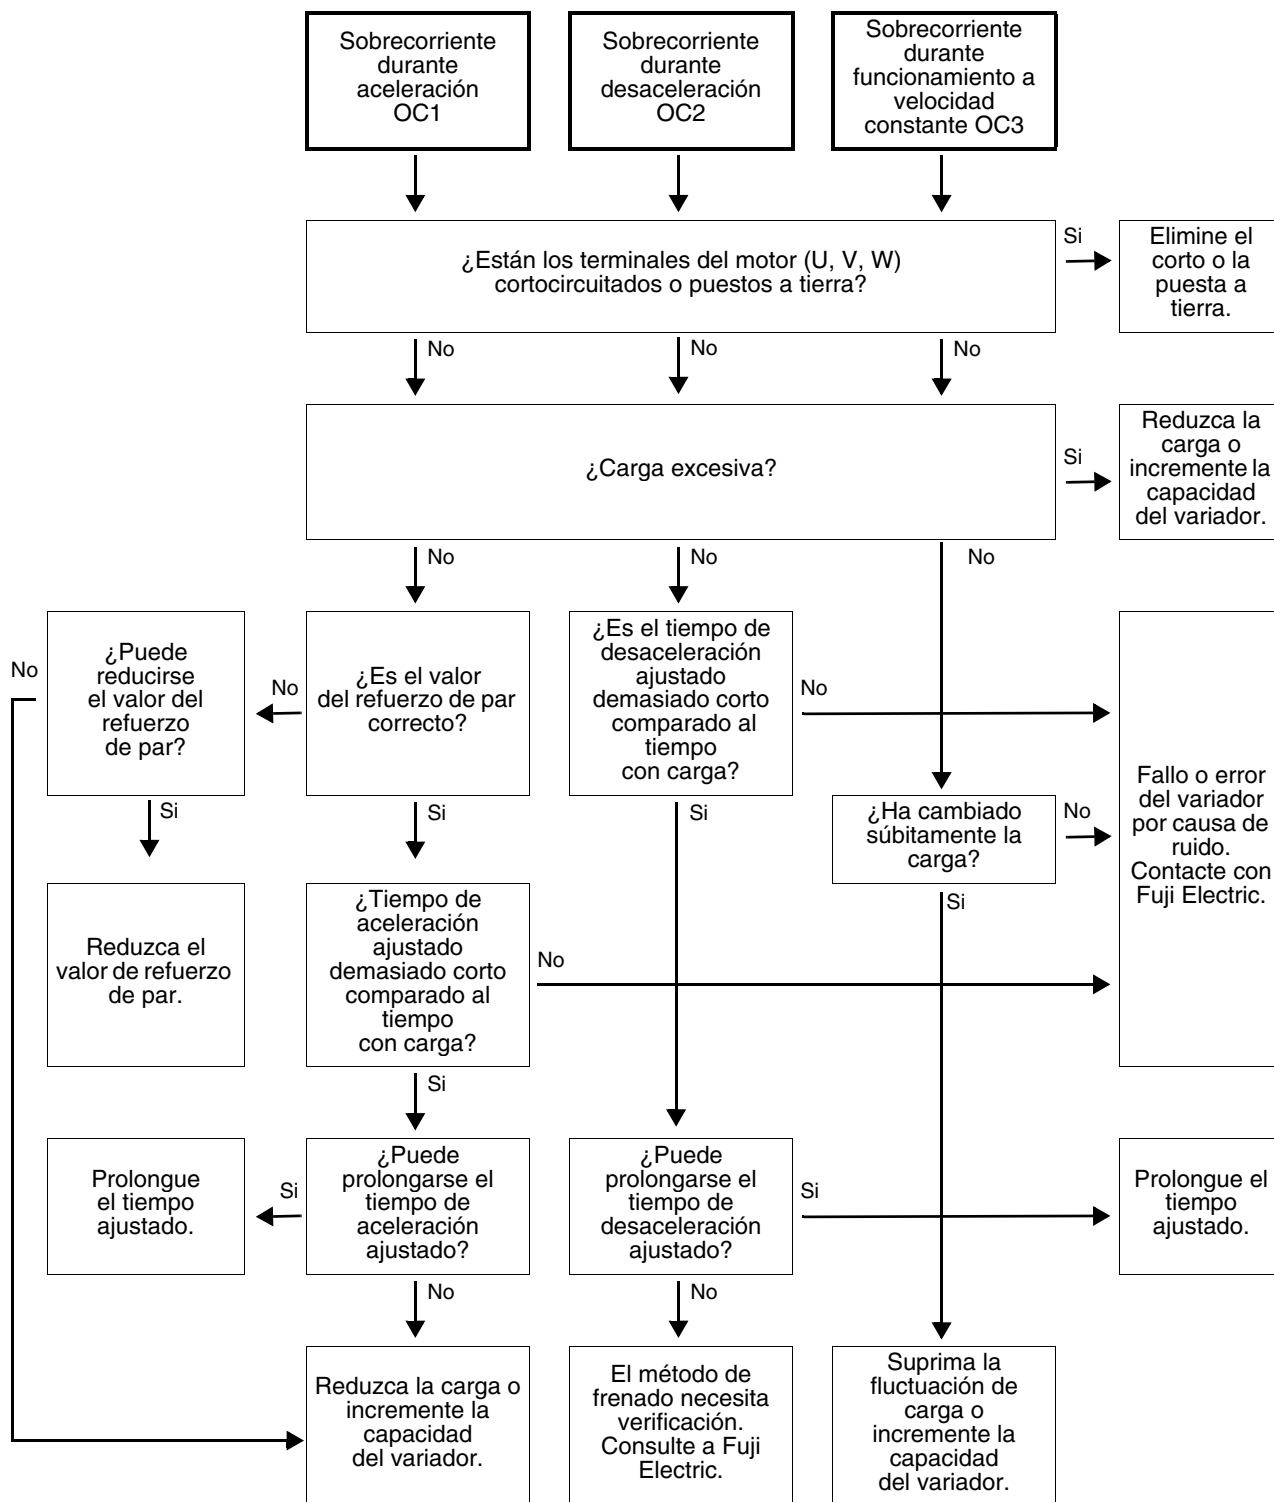 Sobrecorriente
durante
aceleración
OC1
Sobrecorriente
durante
desaceleración
OC2
Sobrecorriente
durante
funcionamiento a
velocidad
constante OC3
¿Están los terminales del motor (U, V, W)
cortocircuitados o puestos a tierra?
Si
Elimine el
corto o la
puesta a
tierra.
No
No
No
¿Carga excesiva?
Si
Reduzca la
carga o
incremente la
capacidad
del variador.
No
No
No
No
¿Puede
reducirse
el valor del
refuerzo
de par?
No
¿Es el valor
del refuerzo de par
correcto?
¿Es el tiempo de
desaceleración
ajustado
demasiado corto
comparado al
tiempo
con carga?
No
Fallo o error
del variador
por causa de
ruido.
Contacte con
Fuji Electric.
Si
Si
Si
¿Ha cambiado
súbitamente la
carga?
No
Si
Reduzca el
valor de refuerzo
de par.
¿Tiempo de
aceleración
ajustado
demasiado corto
comparado al
tiempo
con carga?
No
Si
Prolongue
el tiempo
ajustado.
Si
¿Puede
prolongarse el
tiempo de
aceleración
ajustado?
¿Puede
prolongarse el
tiempo de
desaceleración
ajustado?
Si
Prolongue el
tiempo
ajustado.
No
No
Reduzca la carga o
incremente la
capacidad
del variador.
El método de
frenado necesita
verificación.
Consulte a Fuji
Electric.
Suprima la
fluctuación de
carga o
incremente la
capacidad
del variador.